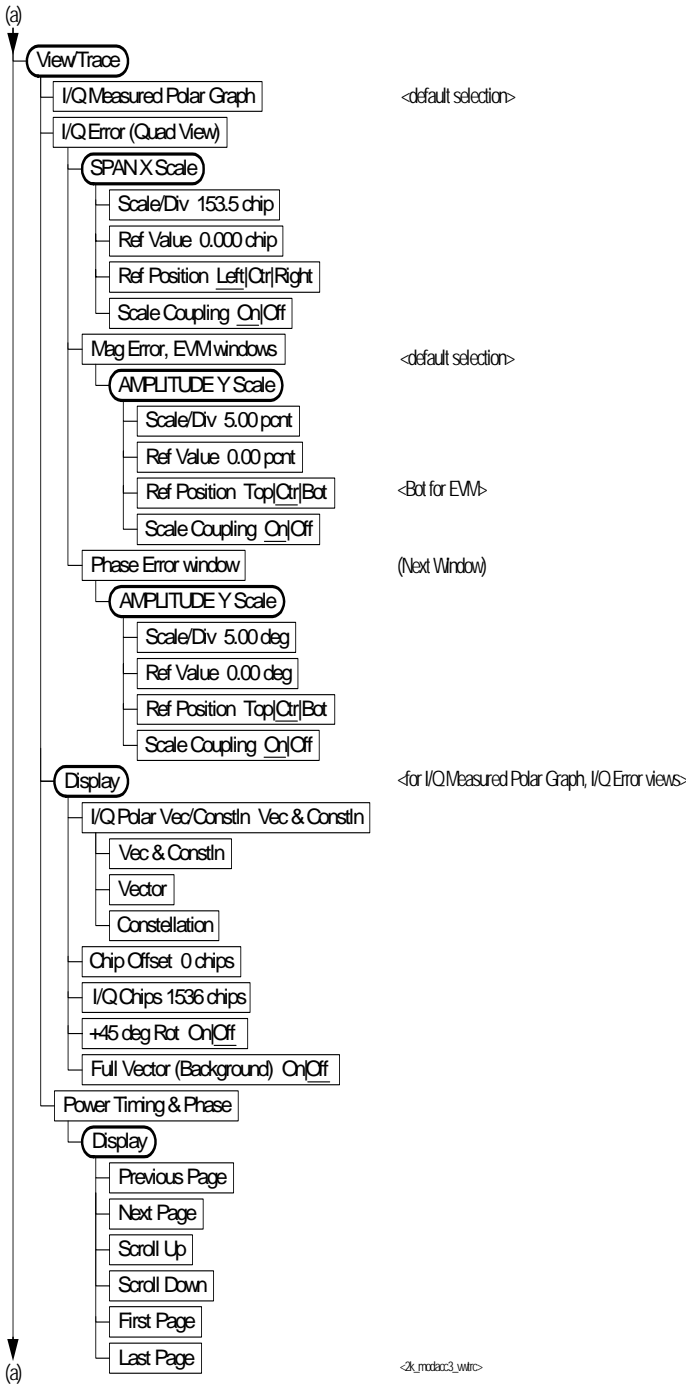 (a)
View/Trace
I/Q Measured Polar Graph <default selection>
I/Q Error (Quad View)
SPAN X Scale
Scale/Div 153.5 chip
Ref Value 0.000 chip
Ref Position Left|Ctr|Right
Scale Coupling On|Off
Mag Error, EVM windows <default selection>
AMPLITUDE Y Scale
Scale/Div 5.00 pcnt
Ref Value 0.00 pcnt
Ref Position Top|Ctr|Bot <Bot for EVM>
Scale Coupling On|Off
Phase Error window (Next Window)
AMPLITUDE Y Scale
Scale/Div 5.00 deg
Ref Value 0.00 deg
Ref Position Top|Ctr|Bot
Scale Coupling On|Off
Display <for I/Q Measured Polar Graph, I/Q Error views>
I/Q Polar Vec/Constln Vec & Constln
Vec & Constln
Vector
Constellation
Chip Offset 0 chips
I/Q Chips 1536 chips
+45 deg Rot On|Off
Full Vector (Background) On|Off
Power Timing & Phase
Display
Previous Page
Next Page
Scroll Up
Scroll Down
First Page
Last Page
(a)